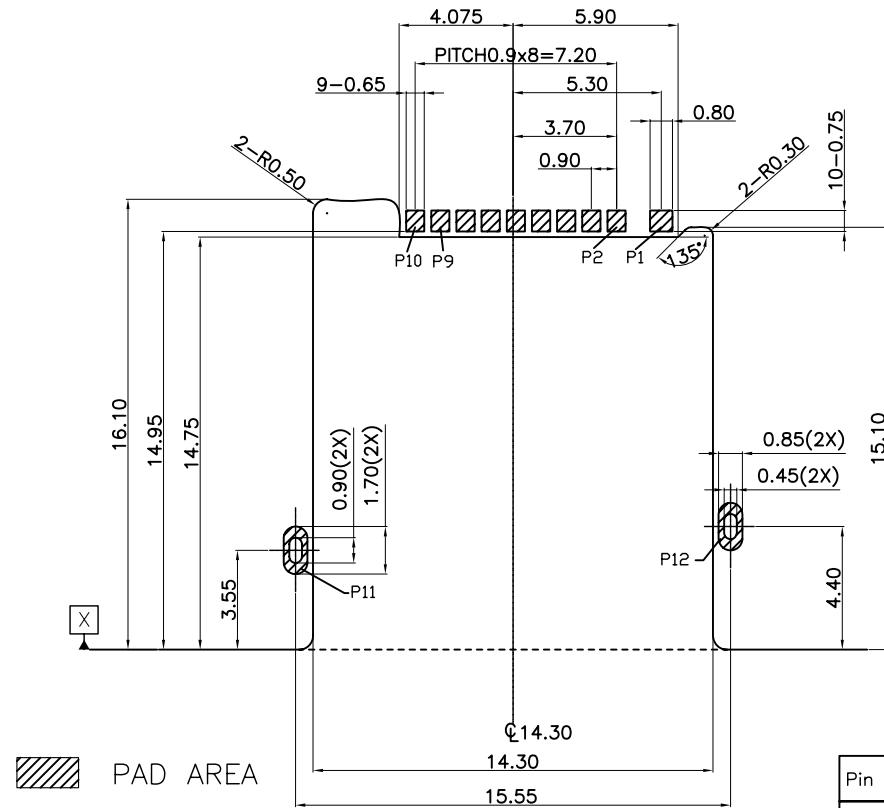 4.075
5.90
PITCH0.9x8=7.20
9-0.65
5.30
0.80
3.70
0.90
10-0.75
2-R0.50
2-R0.30
P10
P9
P2
P1
135°
16.10
14.95
14.75
0.90(2X)
1.70(2X)
15.10
0.85(2X)
0.45(2X)
P12
P11
3.55
4.40
X
℄14.30
14.30
15.55
PAD AREA
Pin